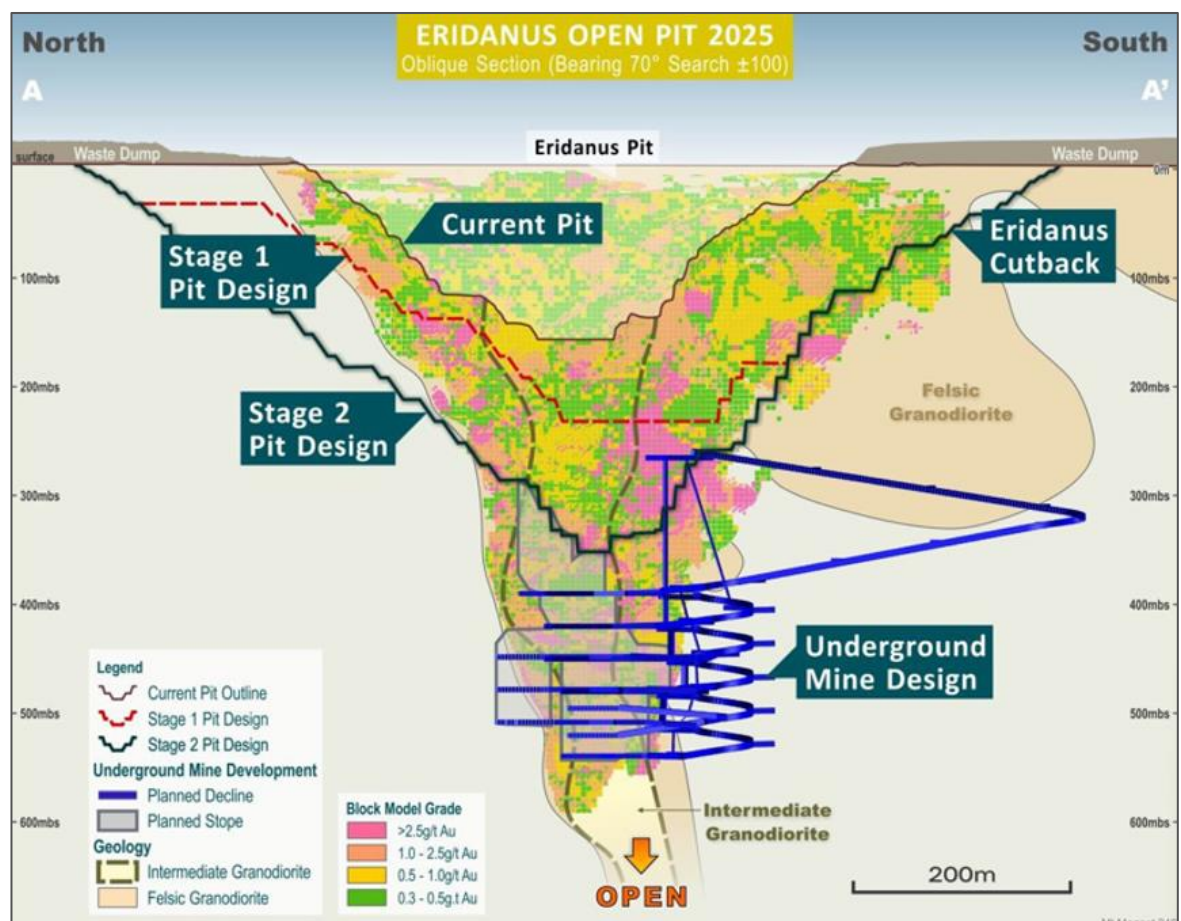 North
ERIDANUS OPEN PIT 2025
South
Oblique Section (Bearing 70° Search ±100)
A
A'
Eridanus Pit
surface
Waste Dump
Waste Dump
0m
Current Pit
Eridanus
Cutback
Stage 1
Pit Design
100mbs
100mbs
200mbs
200mbs
Felsic
Granodiorite
Stage 2
Pit Design
300mbs
300mbs
400mbs
400mbs
Underground
Mine Design
Legend
Current Pit Outline
Stage 1 Pit Design
Stage 2 Pit Design
Underground Mine Development
Planned Decline
Planned Stope
Geology
Intermediate Granodiorite
Felsic Granodiorite
500mbs
500mbs
Block Model Grade
>2.5g/t Au
1.0 - 2.5g/t Au
0.5 - 1.0g/t Au
0.3 - 0.5g.t Au
Intermediate
Granodiorite
600mbs
600mbs
OPEN
200m